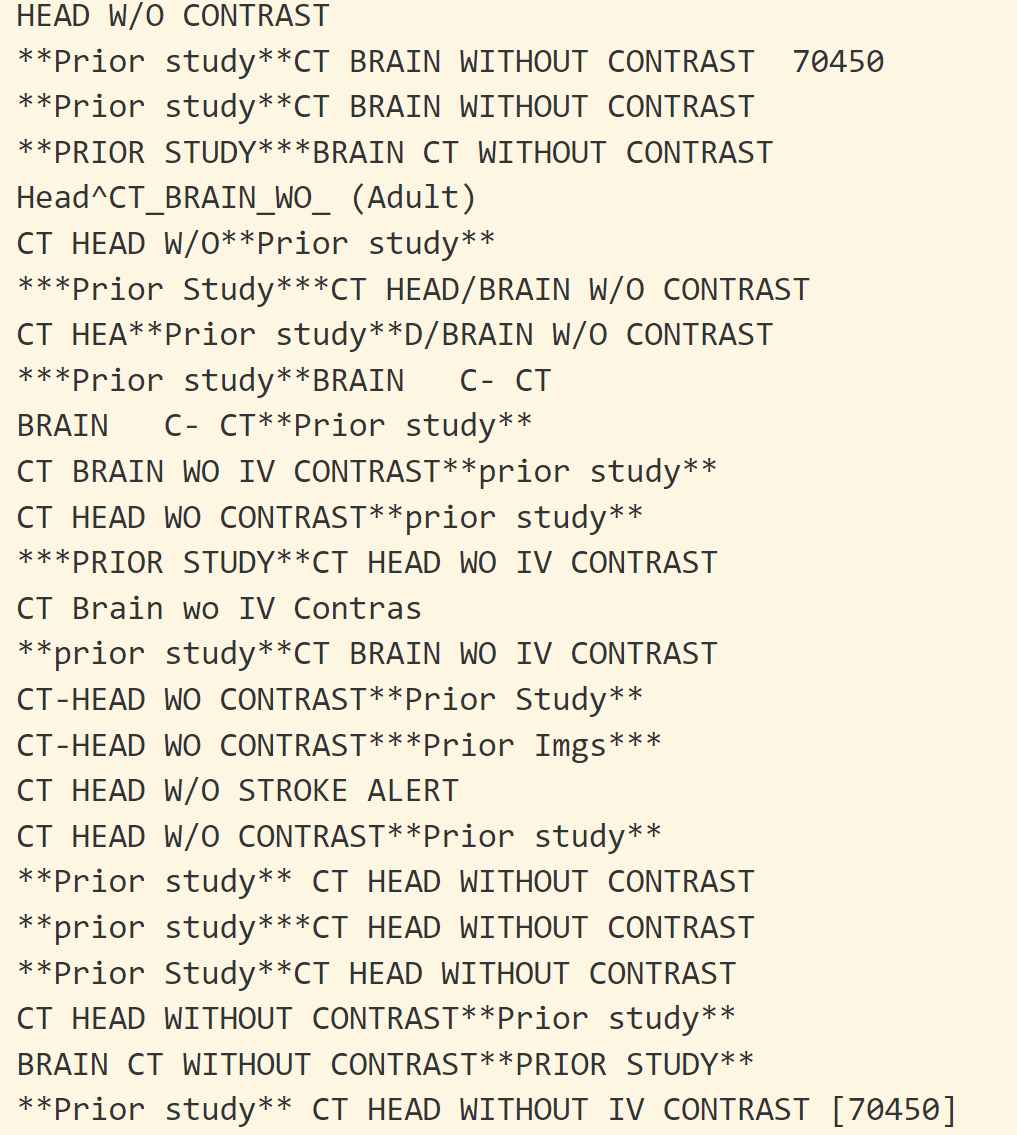 HEAD W/O CONTRAST
**Prior study**CT BRAIN WITHOUT CONTRAST  70450
**Prior study**CT BRAIN WITHOUT CONTRAST
**PRIOR STUDY***BRAIN CT WITHOUT CONTRAST
Head^CT_BRAIN_WO_ (Adult)
CT HEAD W/O**Prior study**
***Prior Study***CT HEAD/BRAIN W/O CONTRAST
CT HEA**Prior study**D/BRAIN W/O CONTRAST
***Prior study**BRAIN   C- CT
BRAIN   C- CT**Prior study**
CT BRAIN WO IV CONTRAST**prior study**
CT HEAD WO CONTRAST**prior study**
***PRIOR STUDY**CT HEAD WO IV CONTRAST
CT Brain wo IV Contras
**prior study**CT BRAIN WO IV CONTRAST
CT-HEAD WO CONTRAST**Prior Study**
CT-HEAD WO CONTRAST***Prior Imgs***
CT HEAD W/O STROKE ALERT
CT HEAD W/O CONTRAST**Prior study**
**Prior study** CT HEAD WITHOUT CONTRAST
**prior study***CT HEAD WITHOUT CONTRAST
**Prior Study**CT HEAD WITHOUT CONTRAST
CT HEAD WITHOUT CONTRAST**Prior study**
BRAIN CT WITHOUT CONTRAST**PRIOR STUDY**
**Prior study** CT HEAD WITHOUT IV CONTRAST [70450]